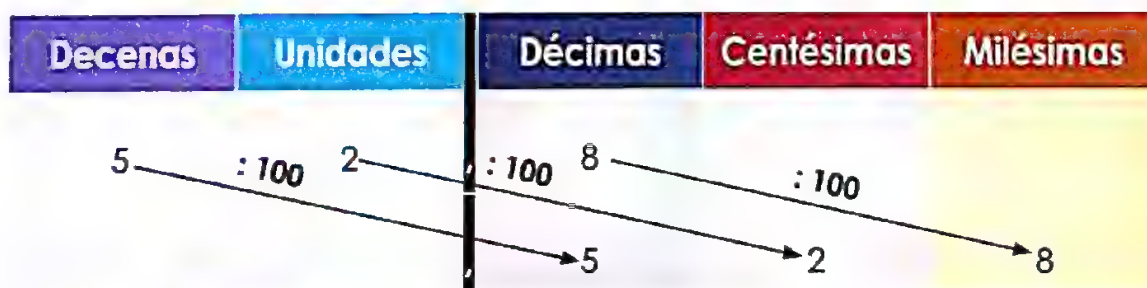 Decenas Unidades Décimas Centésimas Milésimas
5 : 100 2 , : 100 8 : 100
, 5 2 8